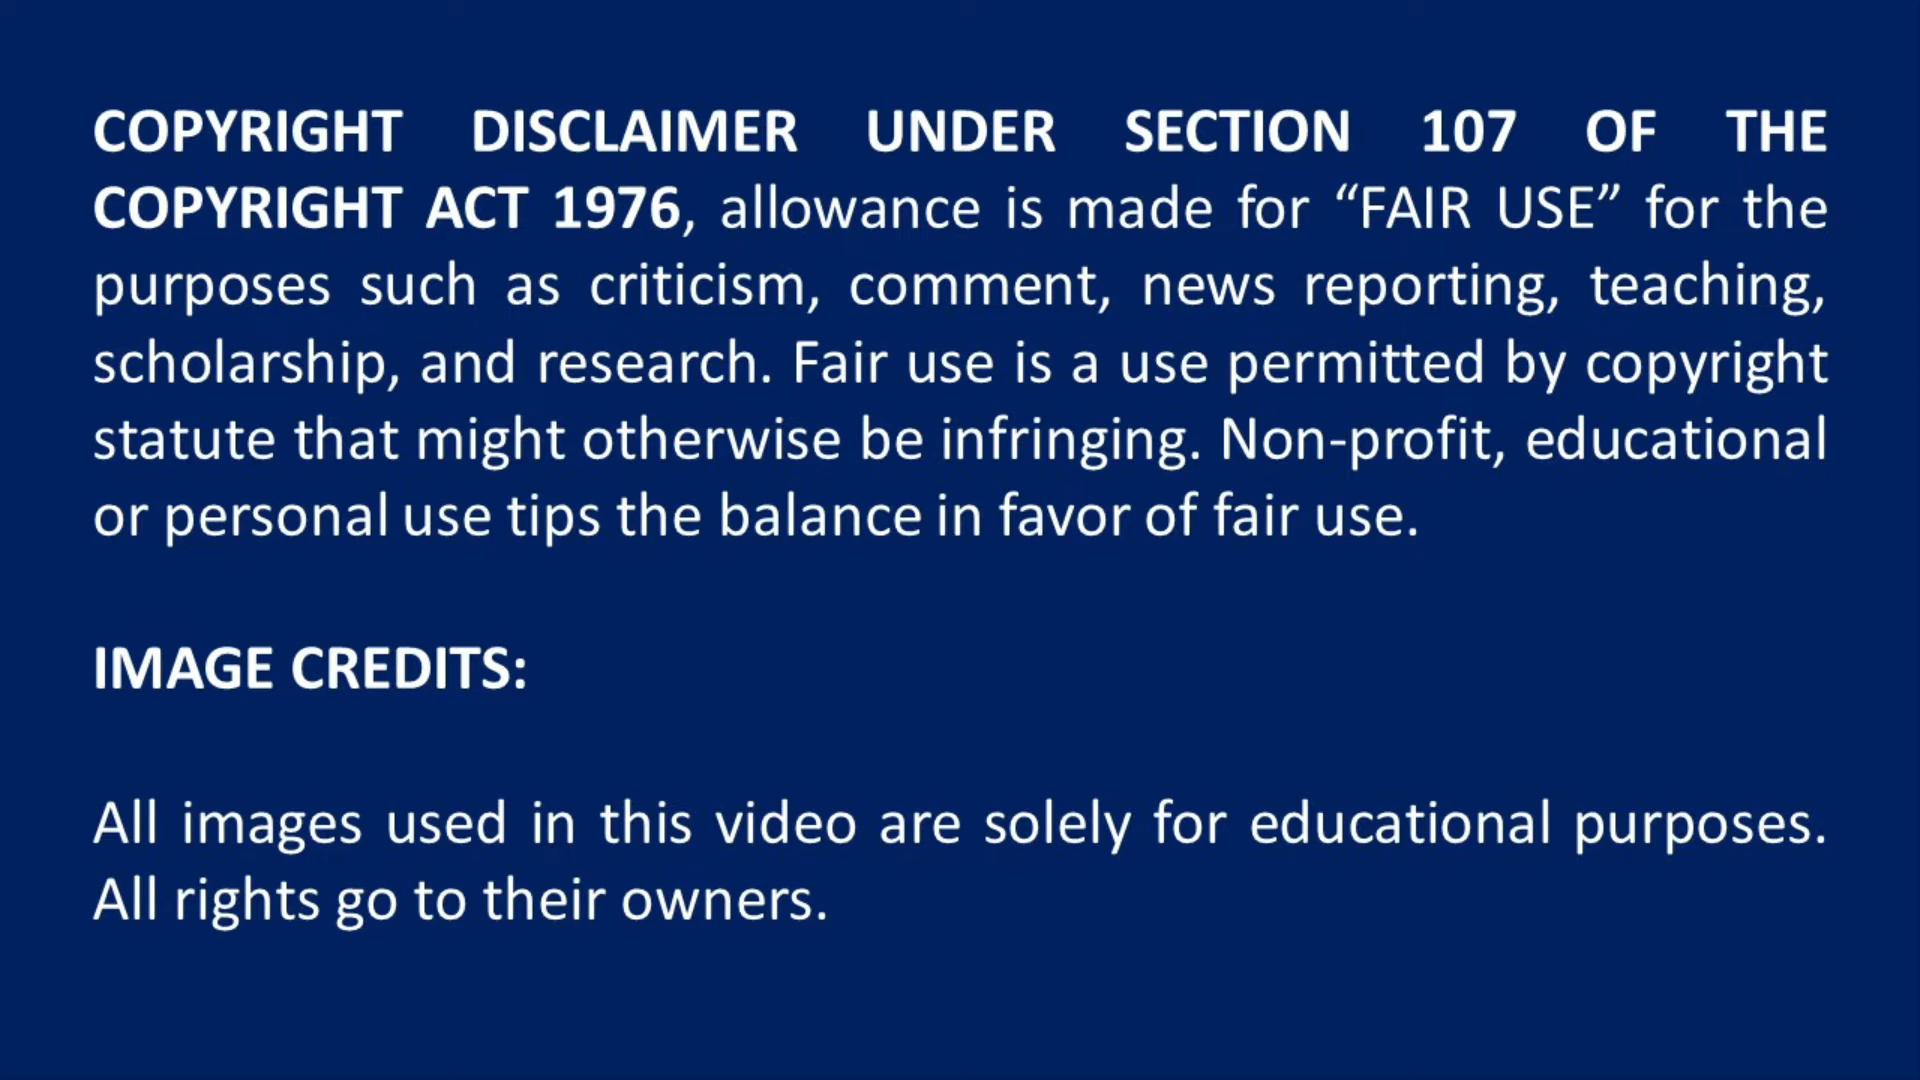 COPYRIGHT DISCLAIMER UNDER SECTION 107 OF THE
COPYRIGHT ACT 1976, allowance is made for “FAIR USE” for the
purposes such as criticism, comment, news reporting, teaching,
scholarship, and research. Fair use is a use permitted by copyright
statute that might otherwise be infringing. Non-profit, educational
or personal use tips the balance in favor of fair use.
IMAGE CREDITS:
All images used in this video are solely for educational purposes.
All rights go to their owners.